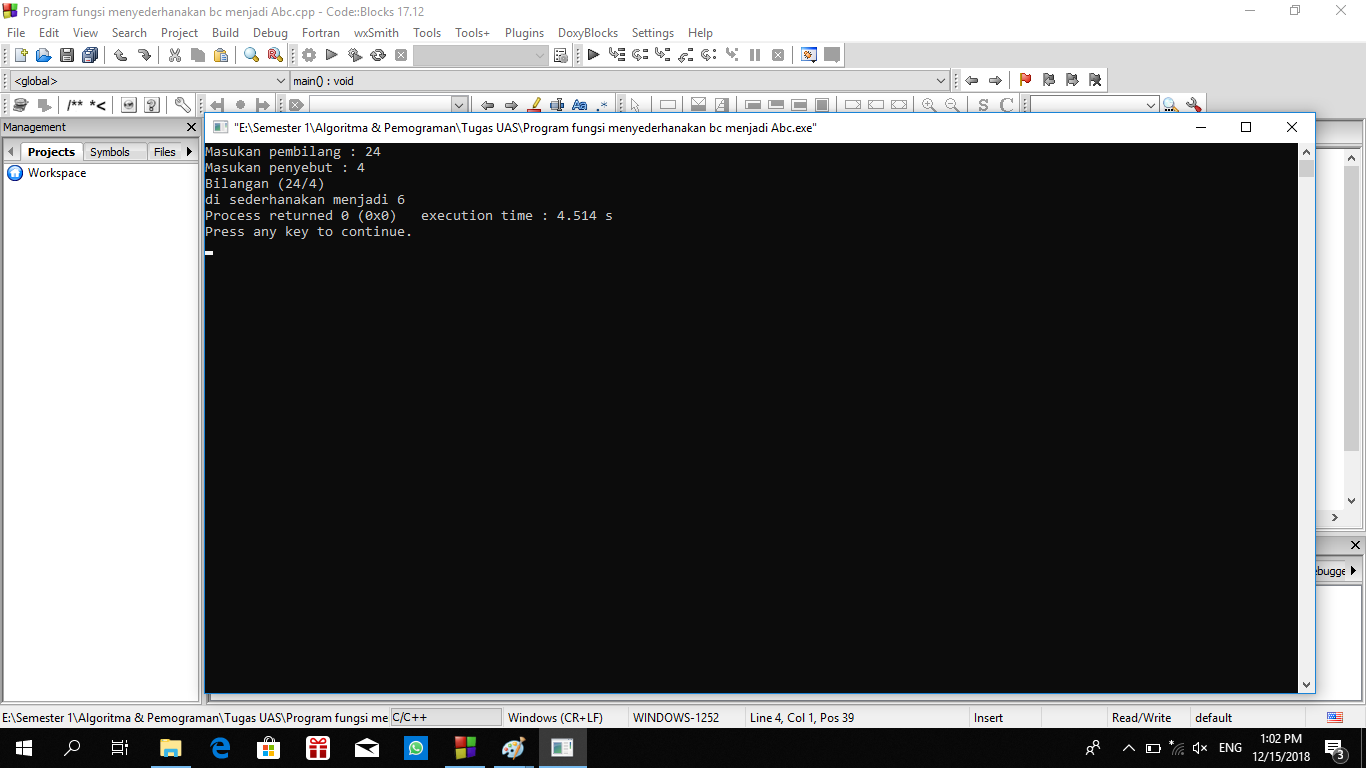 Program fungsi menyederhanakan bc menjadi Abc.cpp - Code::Blocks 17.12
File Edit View Search Project Build Debug Fortran wxSmith Tools Tools+ Plugins DoxyBlocks Settings Help
<global> main() : void
/** *<
Aa .*
S C
Management
Projects Symbols Files
Workspace
"E:\Semester 1\Algoritma & Pemograman\Tugas UAS\Program fungsi menyederhanakan bc menjadi Abc.exe"
Masukan pembilang : 24
Masukan penyebut : 4
Bilangan (24/4)
di sederhanakan menjadi 6
Process returned 0 (0x0)   execution time : 4.514 s
Press any key to continue.
ebugge
E:\Semester 1\Algoritma & Pemograman\Tugas UAS\Program fungsi me C/C++ Windows (CR+LF) WINDOWS-1252 Line 4, Col 1, Pos 39 Insert Read/Write default
ENG
1:02 PM
12/15/2018
3